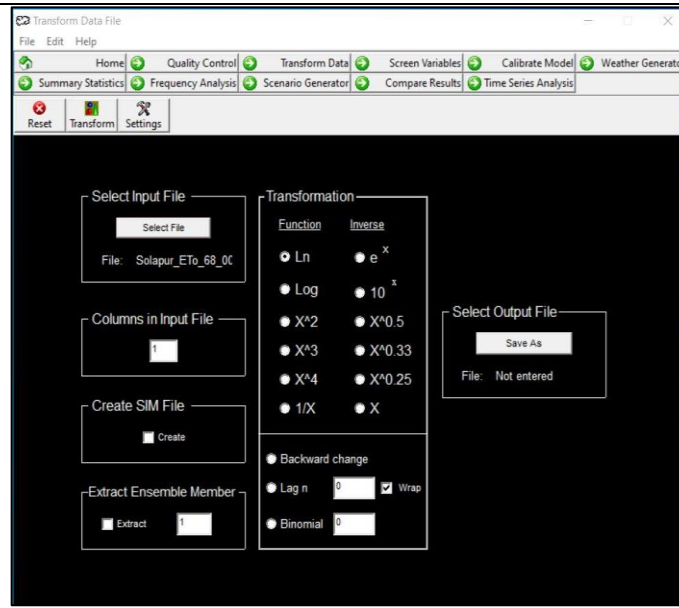 Transform Data File
File Edit Help
Home Quality Control Transform Data Screen Variables Calibrate Model Weather Generato
Summary Statistics Frequency Analysis Scenario Generator Compare Results Time Series Analysis
Reset Transform Settings
Select Input File
Select File
File: Solapur_ETo_68_0C
Columns in Input File
1
Create SIM File
Create
Extract Ensemble Member
Extract 1
Transformation
Function Inverse
Ln e^x
Log 10^x
X^2 X^0.5
X^3 X^0.33
X^4 X^0.25
1/X X
Backward change
Lag n 0 Wrap
Binomial 0
Select Output File
Save As
File: Not entered